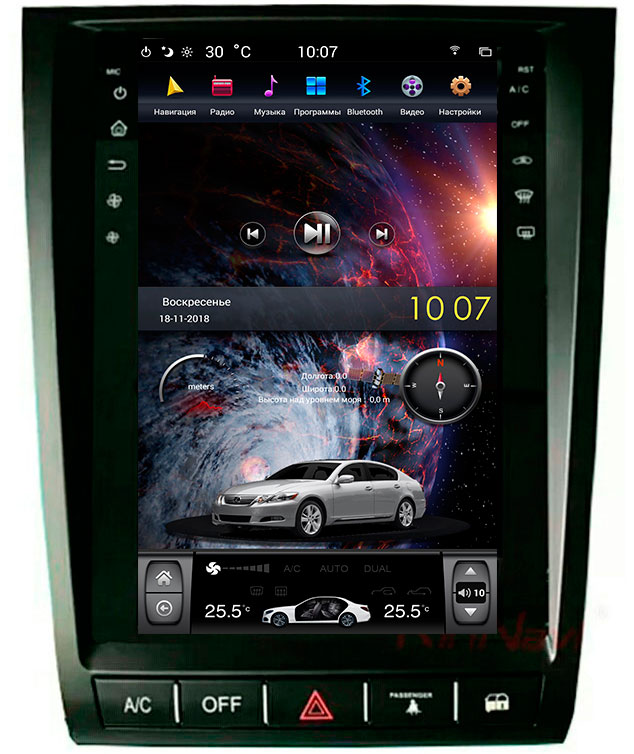 30 °C 10:07
MIC
RST
Навигация Радио Музыка Программы Bluetooth Видео Настройки
A/C
OFF
Воскресенье
18-11-2018
10 07
meters
Долгота:0.0
Широта:0.0
Высота над уровнем моря : 0,0 m
N
W E
S
A/C AUTO DUAL
10
25.5°c 25.5°c
A/C OFF PASSENGER